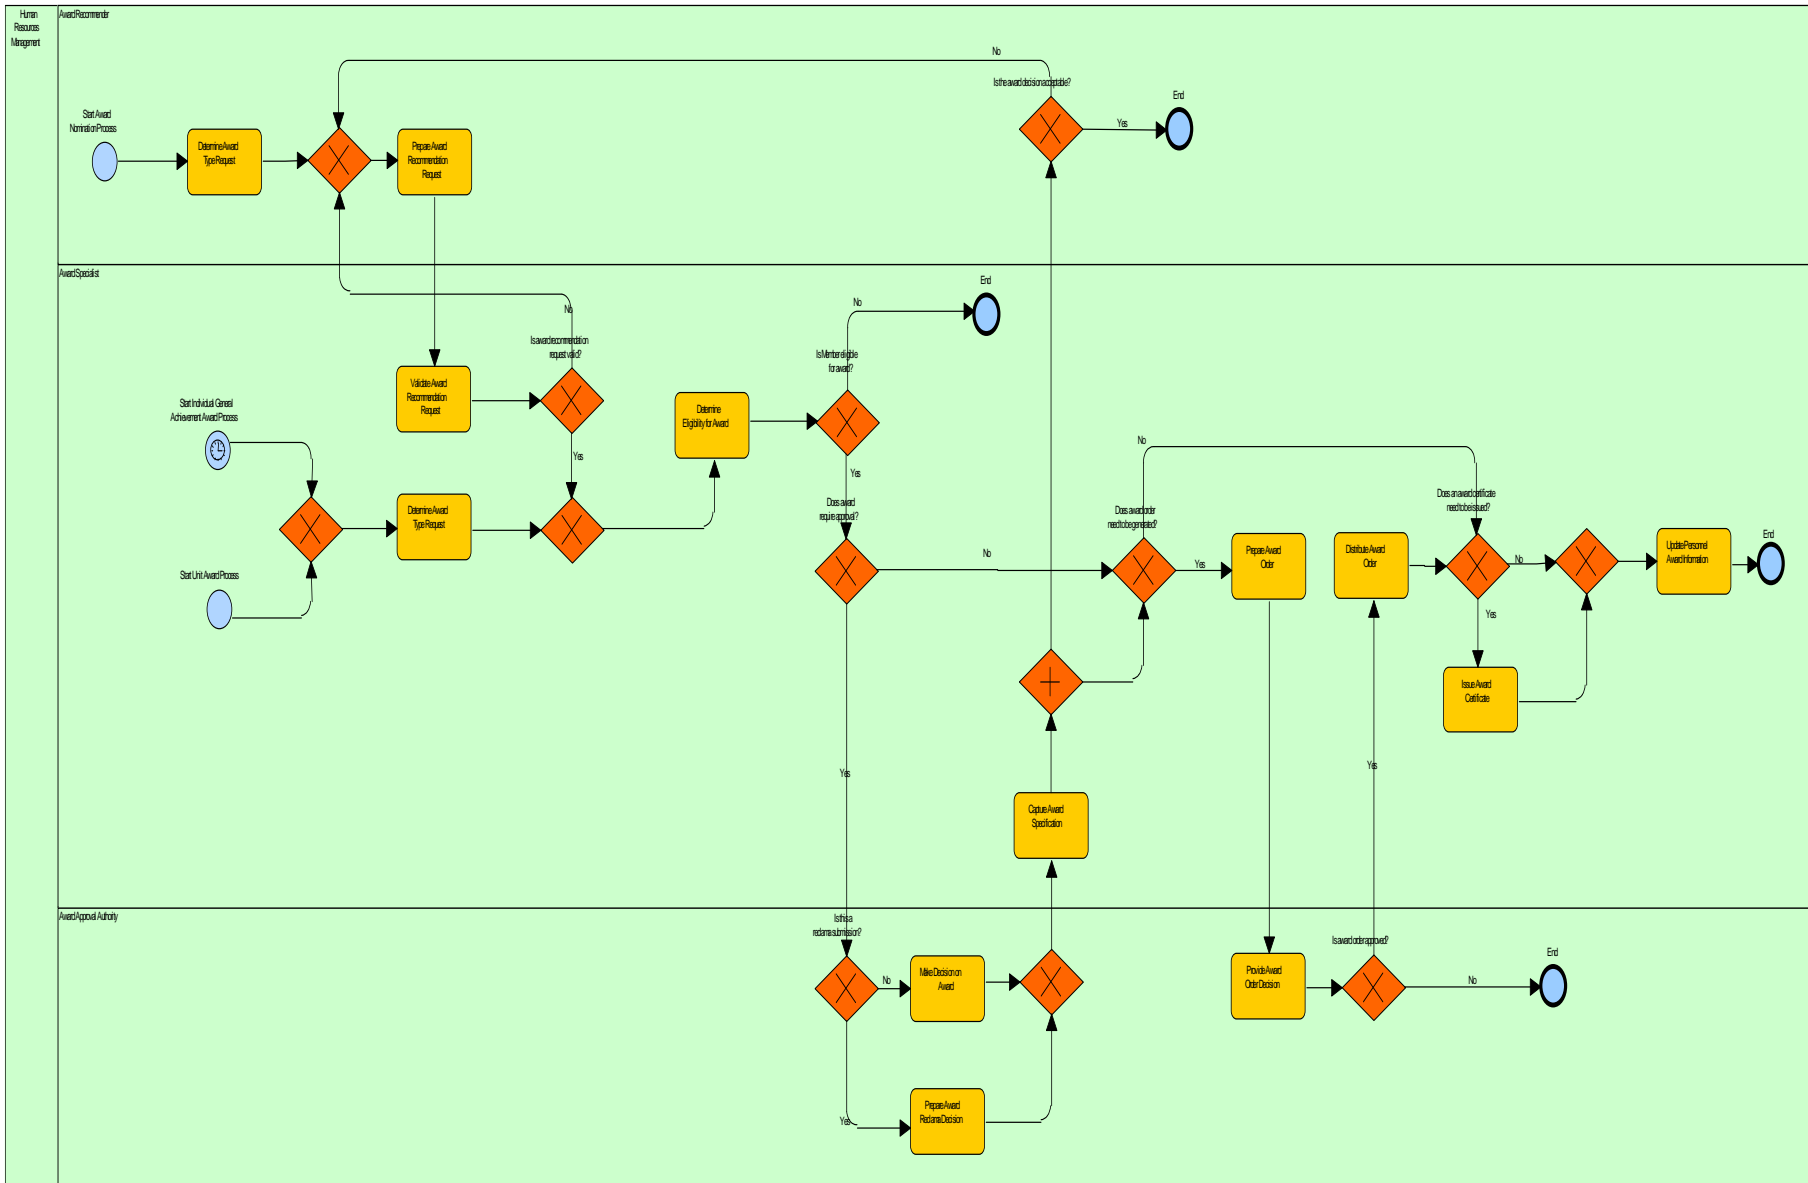 Human
Resources
Management
Award Recommender
No
Is the award decision acceptable?
Yes
End
Start Award
Nomination Process
Determine Award
Type Request
Prepare Award
Recommendation
Request
Award Specialist
No
Is award recommendation
request valid?
Yes
Validate Award
Recommendation
Request
Start Individual General
Achievement Award Process
Start Unit Award Process
Determine Award
Type Request
Determine
Eligibility for Award
Is Member eligible
for award?
No
End
Yes
Does award
require approval?
No
Yes
Does award order
need to be generated?
No
Yes
Prepare Award
Order
Distribute Award
Order
Does an award certificate
need to be issued?
No
Yes
Issue Award
Certificate
Update Personnel
Award Information
End
Capture Award
Specification
Yes
Award Approval Authority
Is this a
reclama submission?
No
Make Decision on
Award
Yes
Prepare Award
Reclama Decision
Provide Award
Order Decision
Is award order approved?
No
End